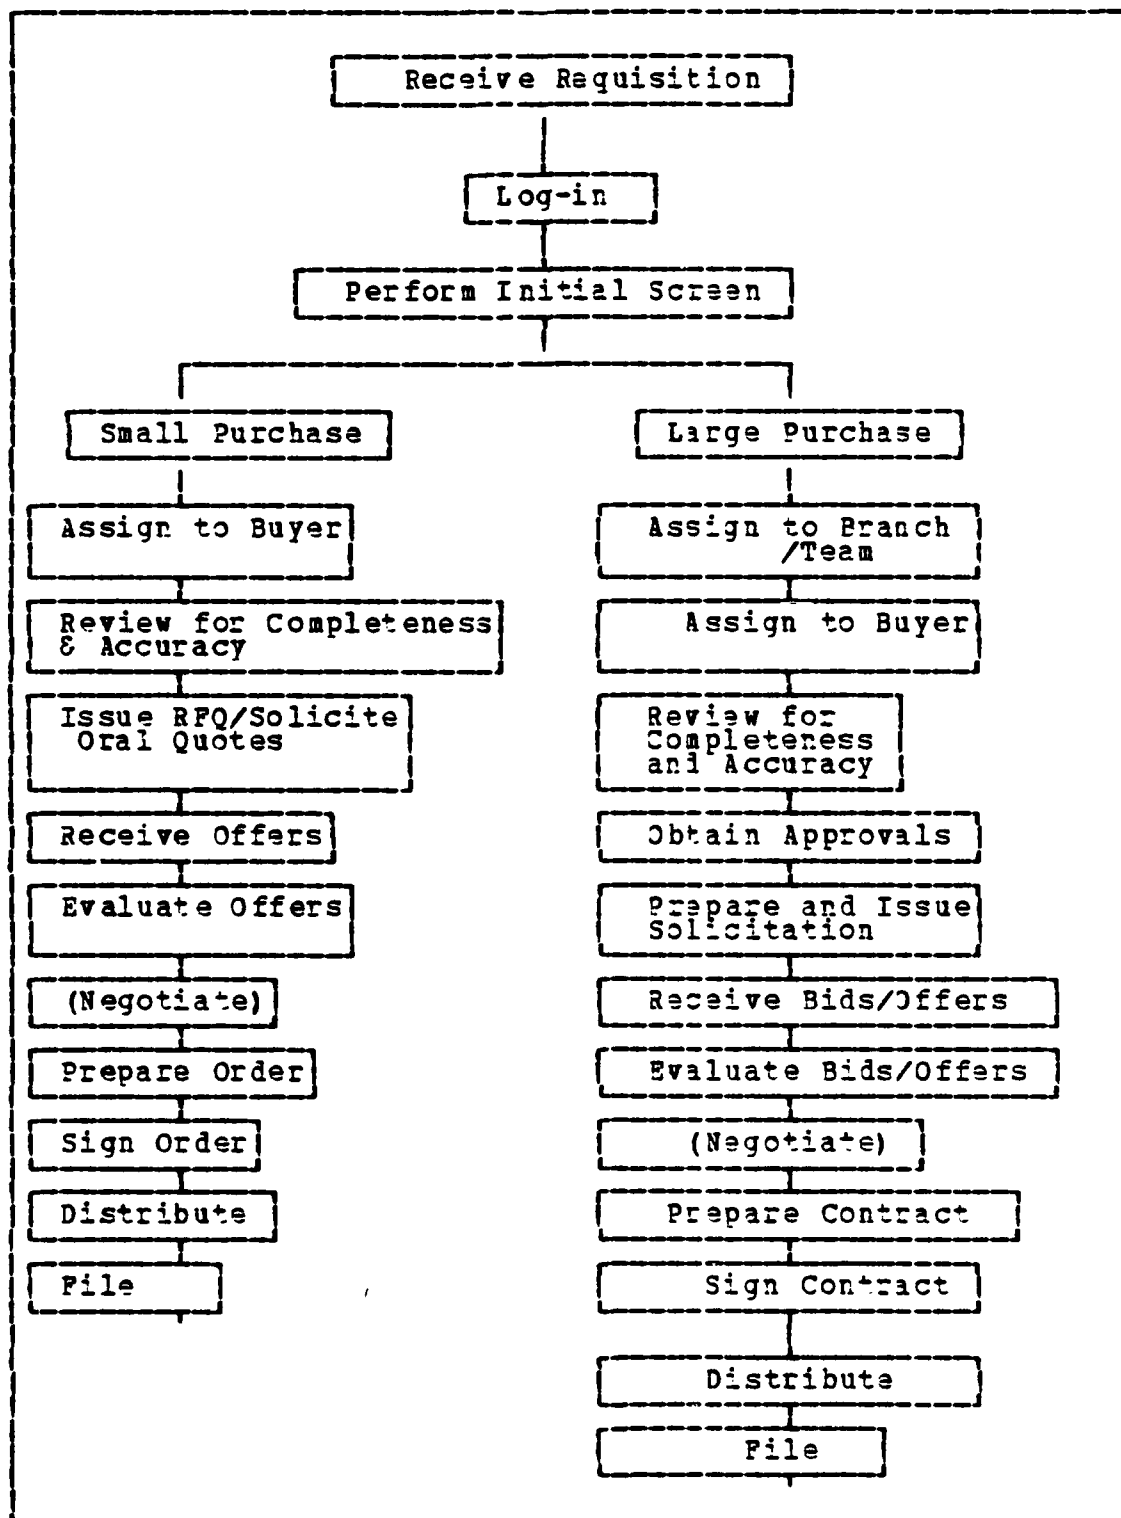 Receive Requisition
Log-in
Perform Initial Screen
Small Purchase
Assign to Buyer
Review for Completeness
& Accuracy
Issue RFQ/Solicite
Oral Quotes
Receive Offers
Evaluate Offers
(Negotiate)
Prepare Order
Sign Order
Distribute
File
Large Purchase
Assign to Branch
/Team
Assign to Buyer
Review for
Completeness
and Accuracy
Obtain Approvals
Prepare and Issue
Solicitation
Receive Bids/Offers
Evaluate Bids/Offers
(Negotiate)
Prepare Contract
Sign Contract
Distribute
File